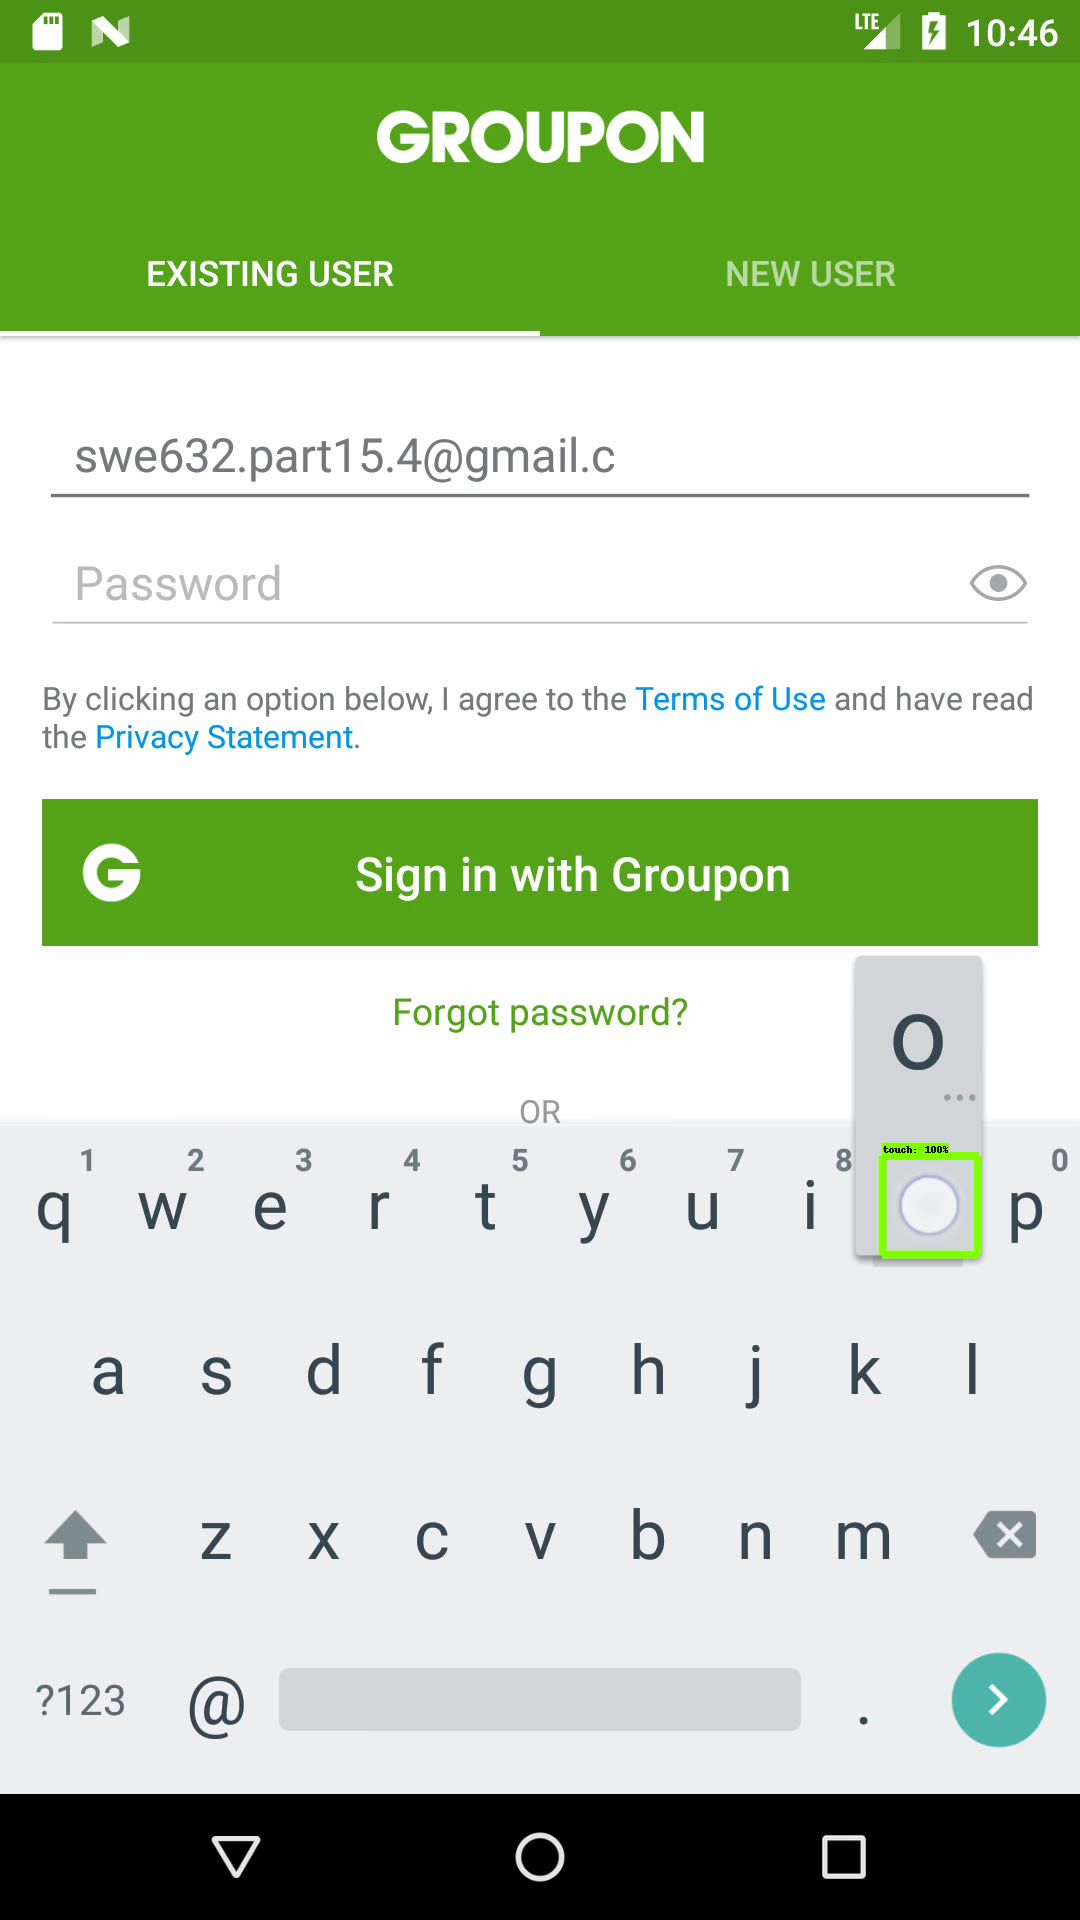 LTE 10:46
GROUPON
EXISTING USER NEW USER
swe632.part15.4@gmail.c
Password
By clicking an option below, I agree to the Terms of Use and have read
the Privacy Statement.
G Sign in with Groupon
Forgot password?
o
...
OR
touch: 100%
1 2 3 4 5 6 7 8 0
q w e r t y u i p
a s d f g h j k l
z x c v b n m
?123 @ .